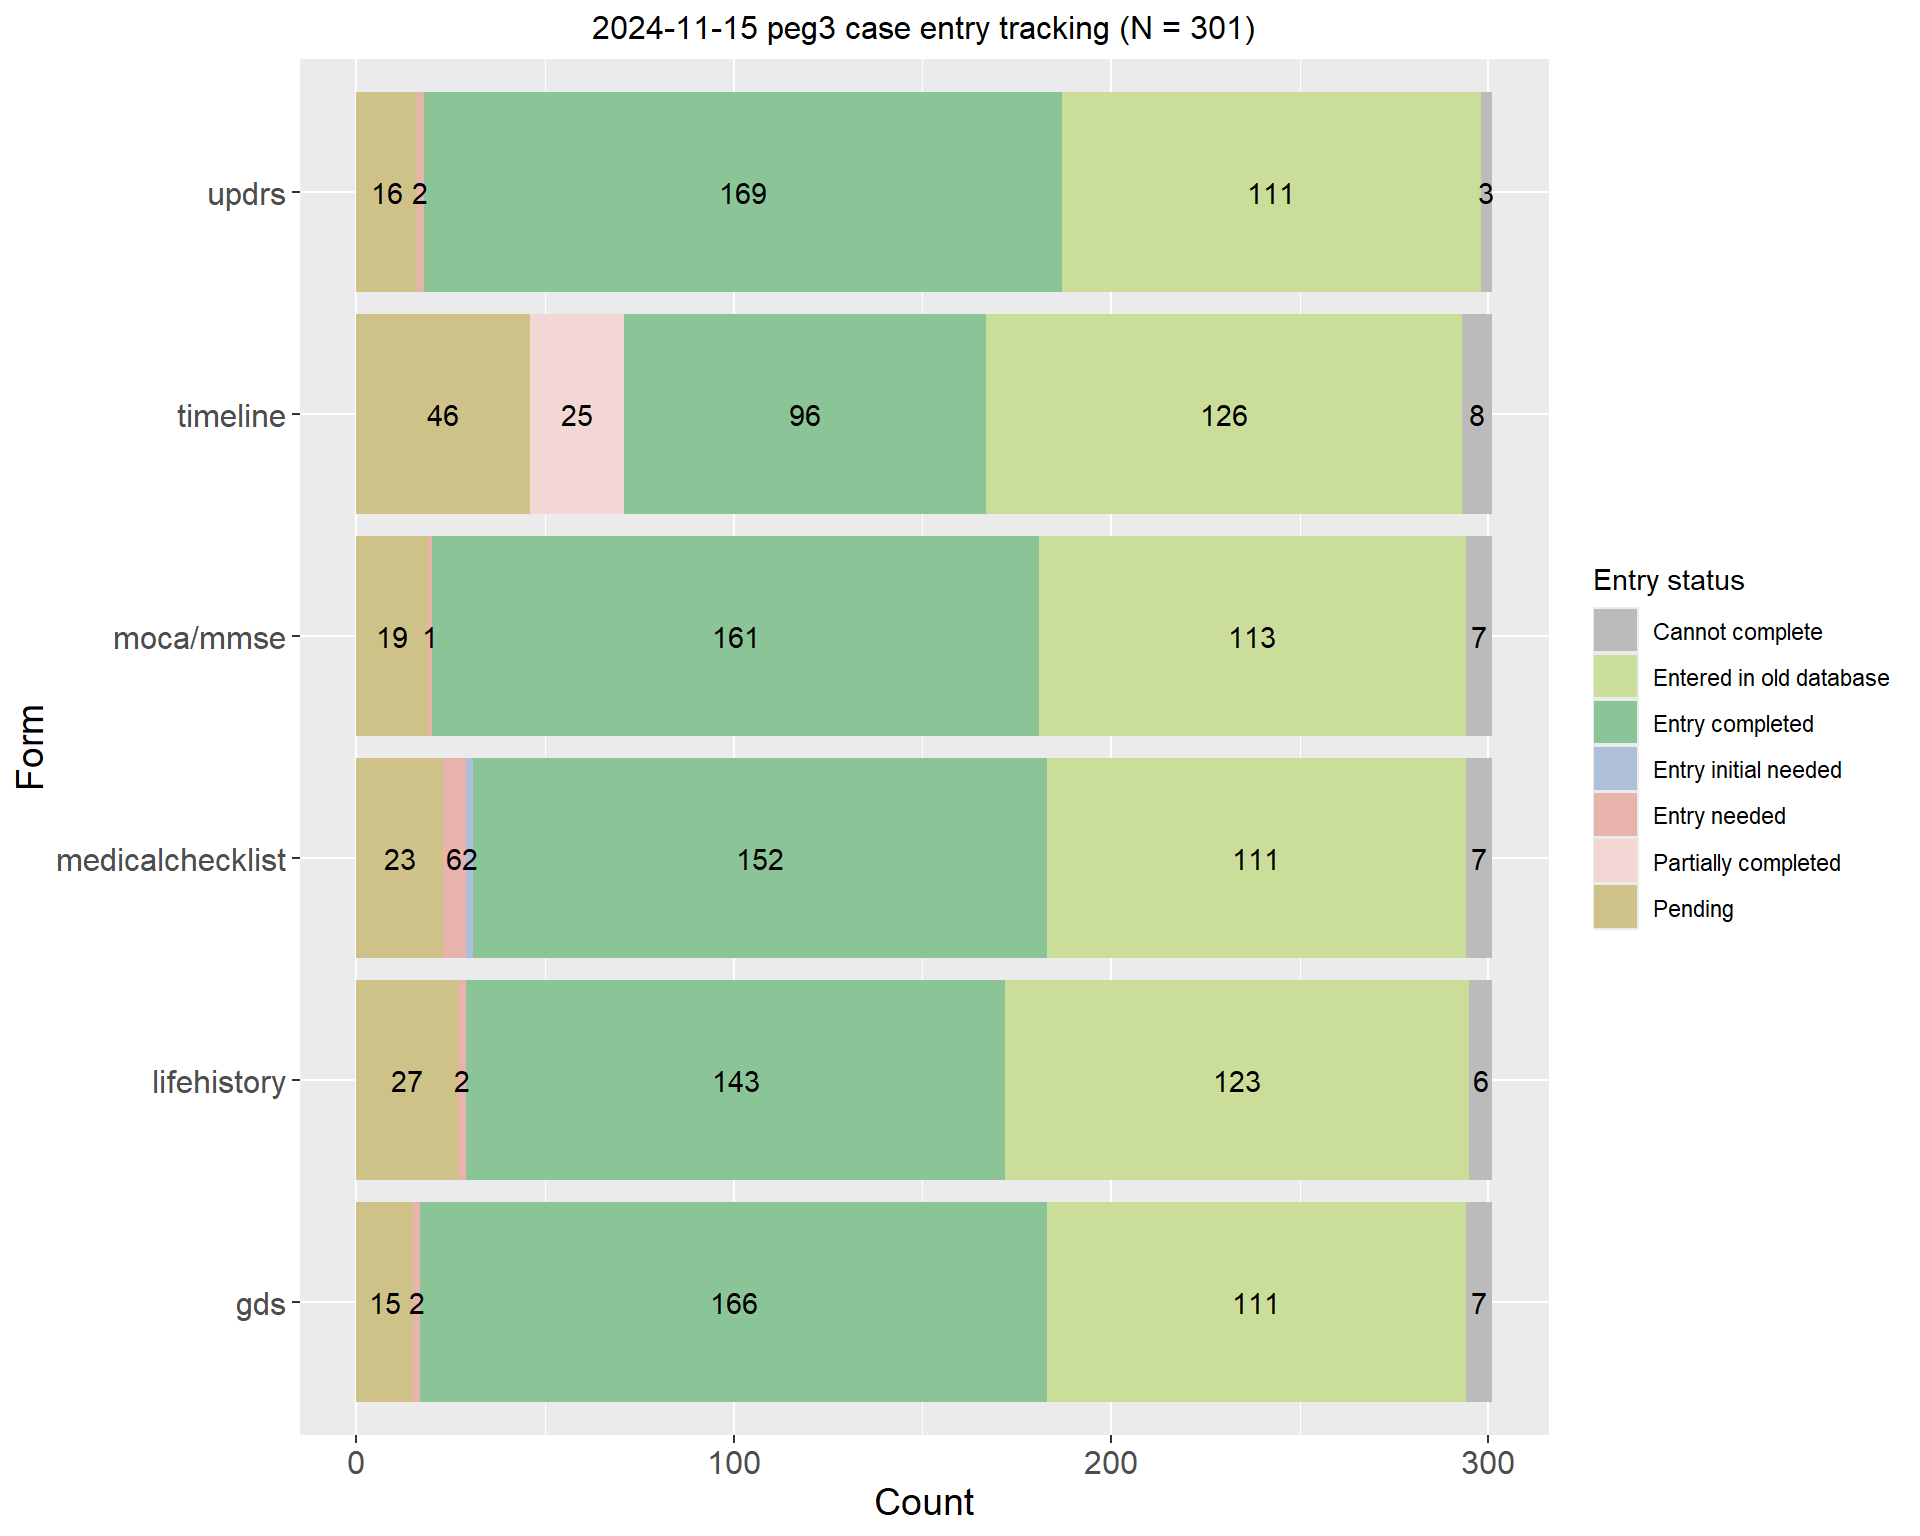 2024-11-15 peg3 case entry tracking (N = 301)
updrs
16 2 169 111 3
timeline
46 25 96 126 8
moca/mmse
19 1 161 113 7
medicalchecklist
23 6 2 152 111 7
lifehistory
27 2 143 123 6
gds
15 2 166 111 7
Form
0 100 200 300
Count
Entry status
Cannot complete
Entered in old database
Entry completed
Entry initial needed
Entry needed
Partially completed
Pending